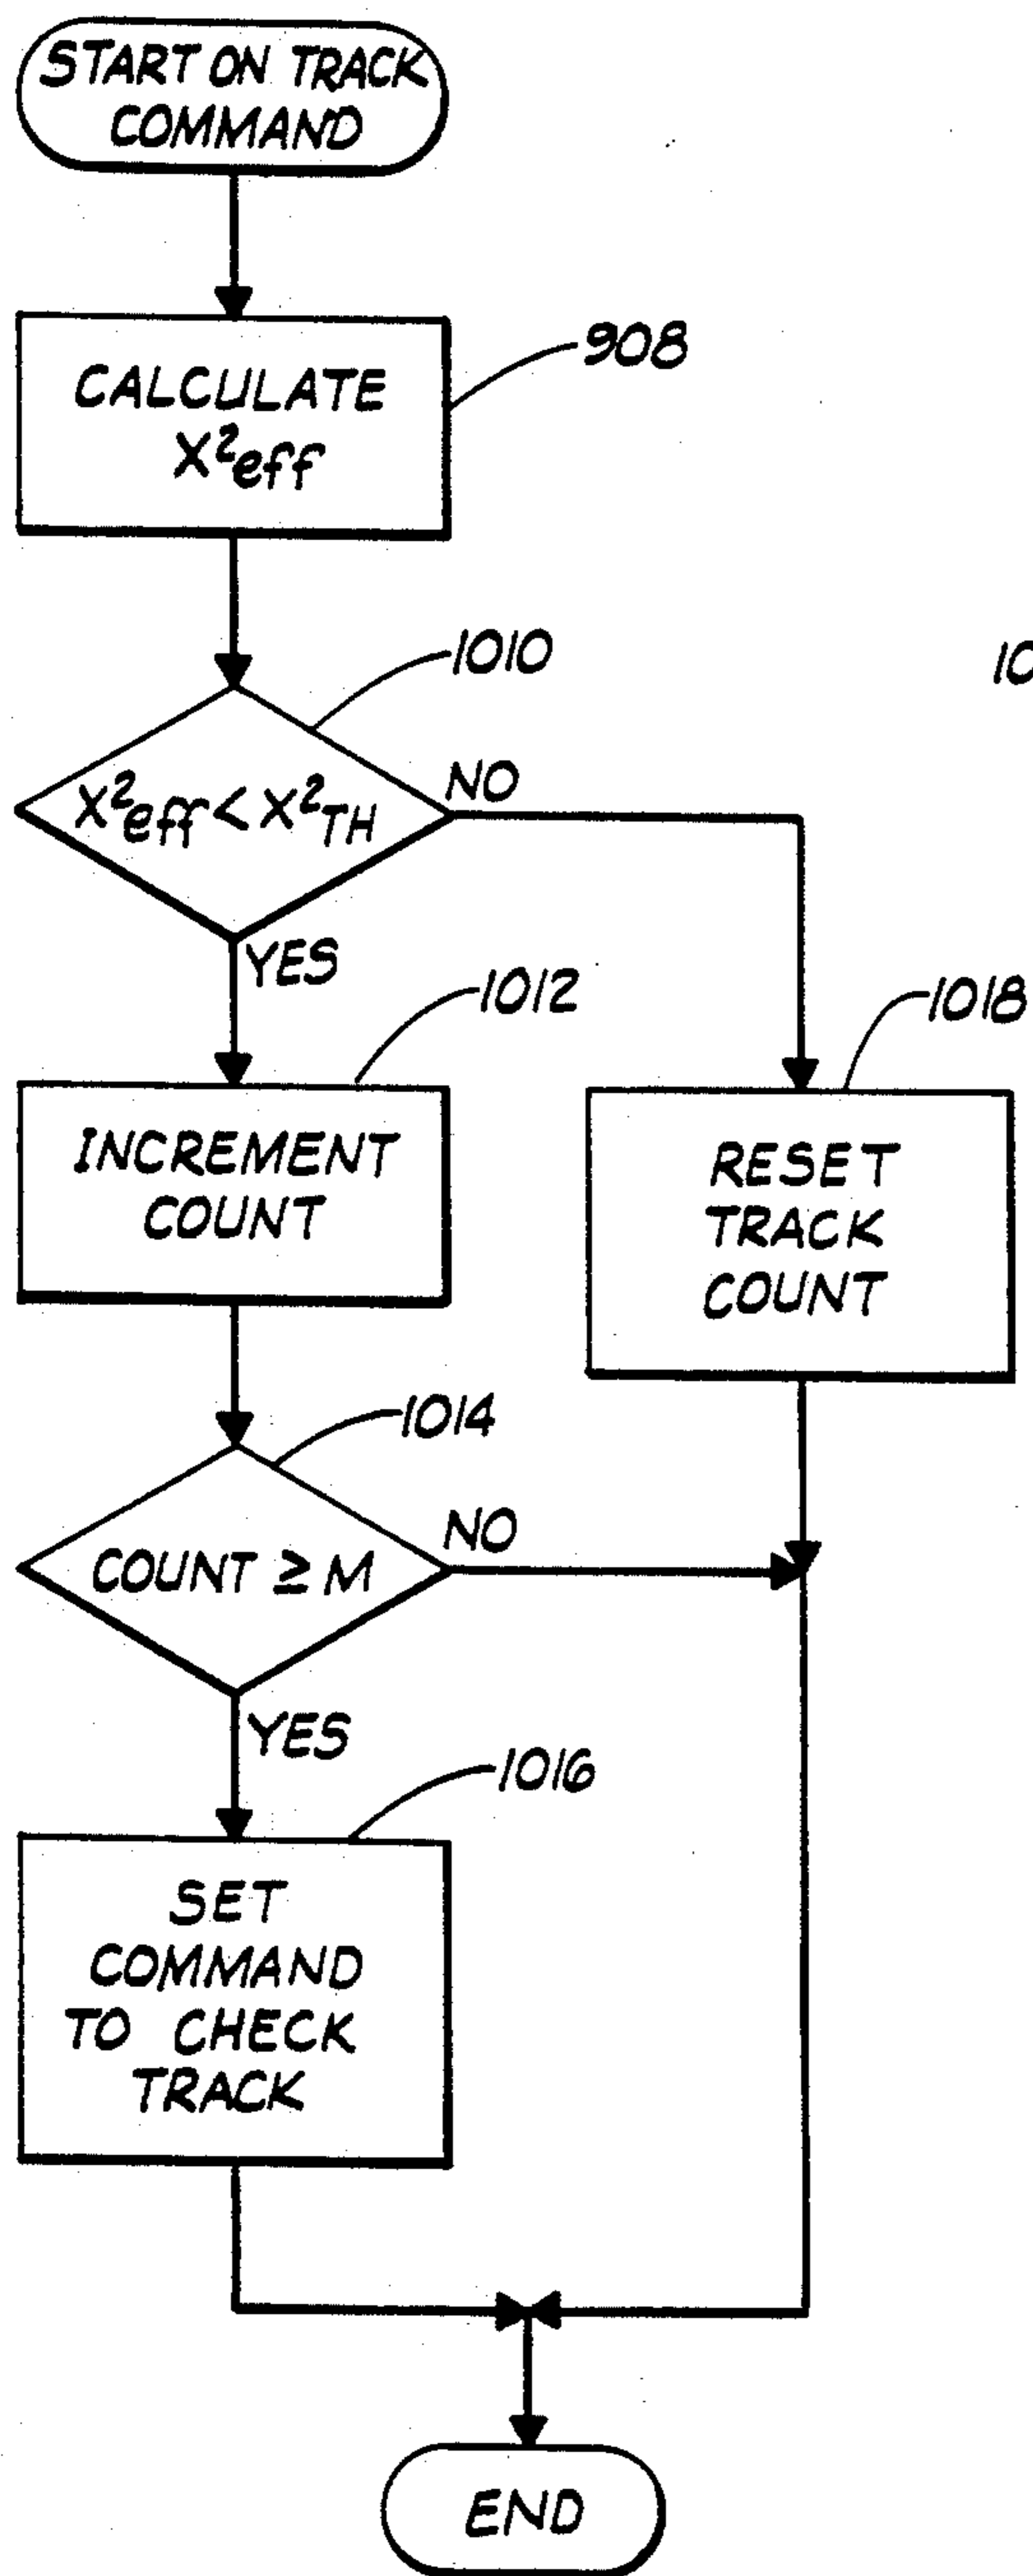 START ON TRACK
COMMAND
908
CALCULATE
X²eff
1010
10
X²eff < X²TH
NO
YES
1012
1018
INCREMENT
COUNT
RESET
TRACK
COUNT
1014
COUNT ≥ M
NO
YES
1016
SET
COMMAND
TO CHECK
TRACK
END